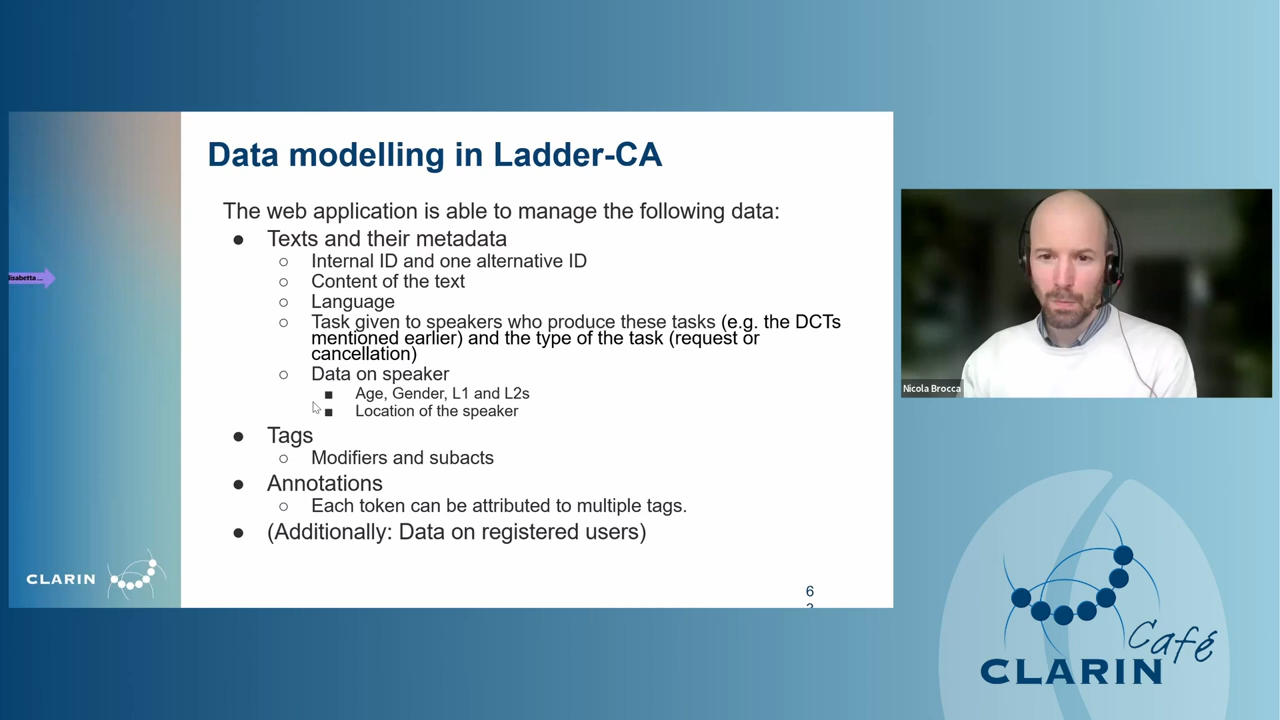 Data modelling in Ladder-CA
The web application is able to manage the following data:
● Texts and their metadata
○ Internal ID and one alternative ID
○ Content of the text
○ Language
○ Task given to speakers who produce these tasks (e.g. the DCTs
mentioned earlier) and the type of the task (request or
cancellation)
○ Data on speaker
■ Age, Gender, L1 and L2s
■ Location of the speaker
● Tags
○ Modifiers and subacts
● Annotations
○ Each token can be attributed to multiple tags.
● (Additionally: Data on registered users)
CLARIN
6
Nicola Brocca
Café
CLARIN